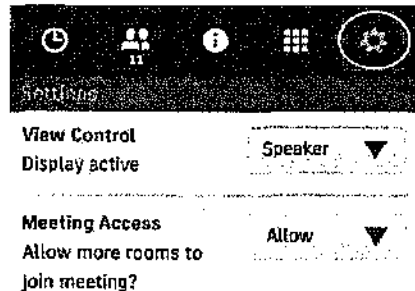 11
Settings
View Control
Display active
Speaker
Meeting Access
Allow more rooms to
join meeting?
Allow